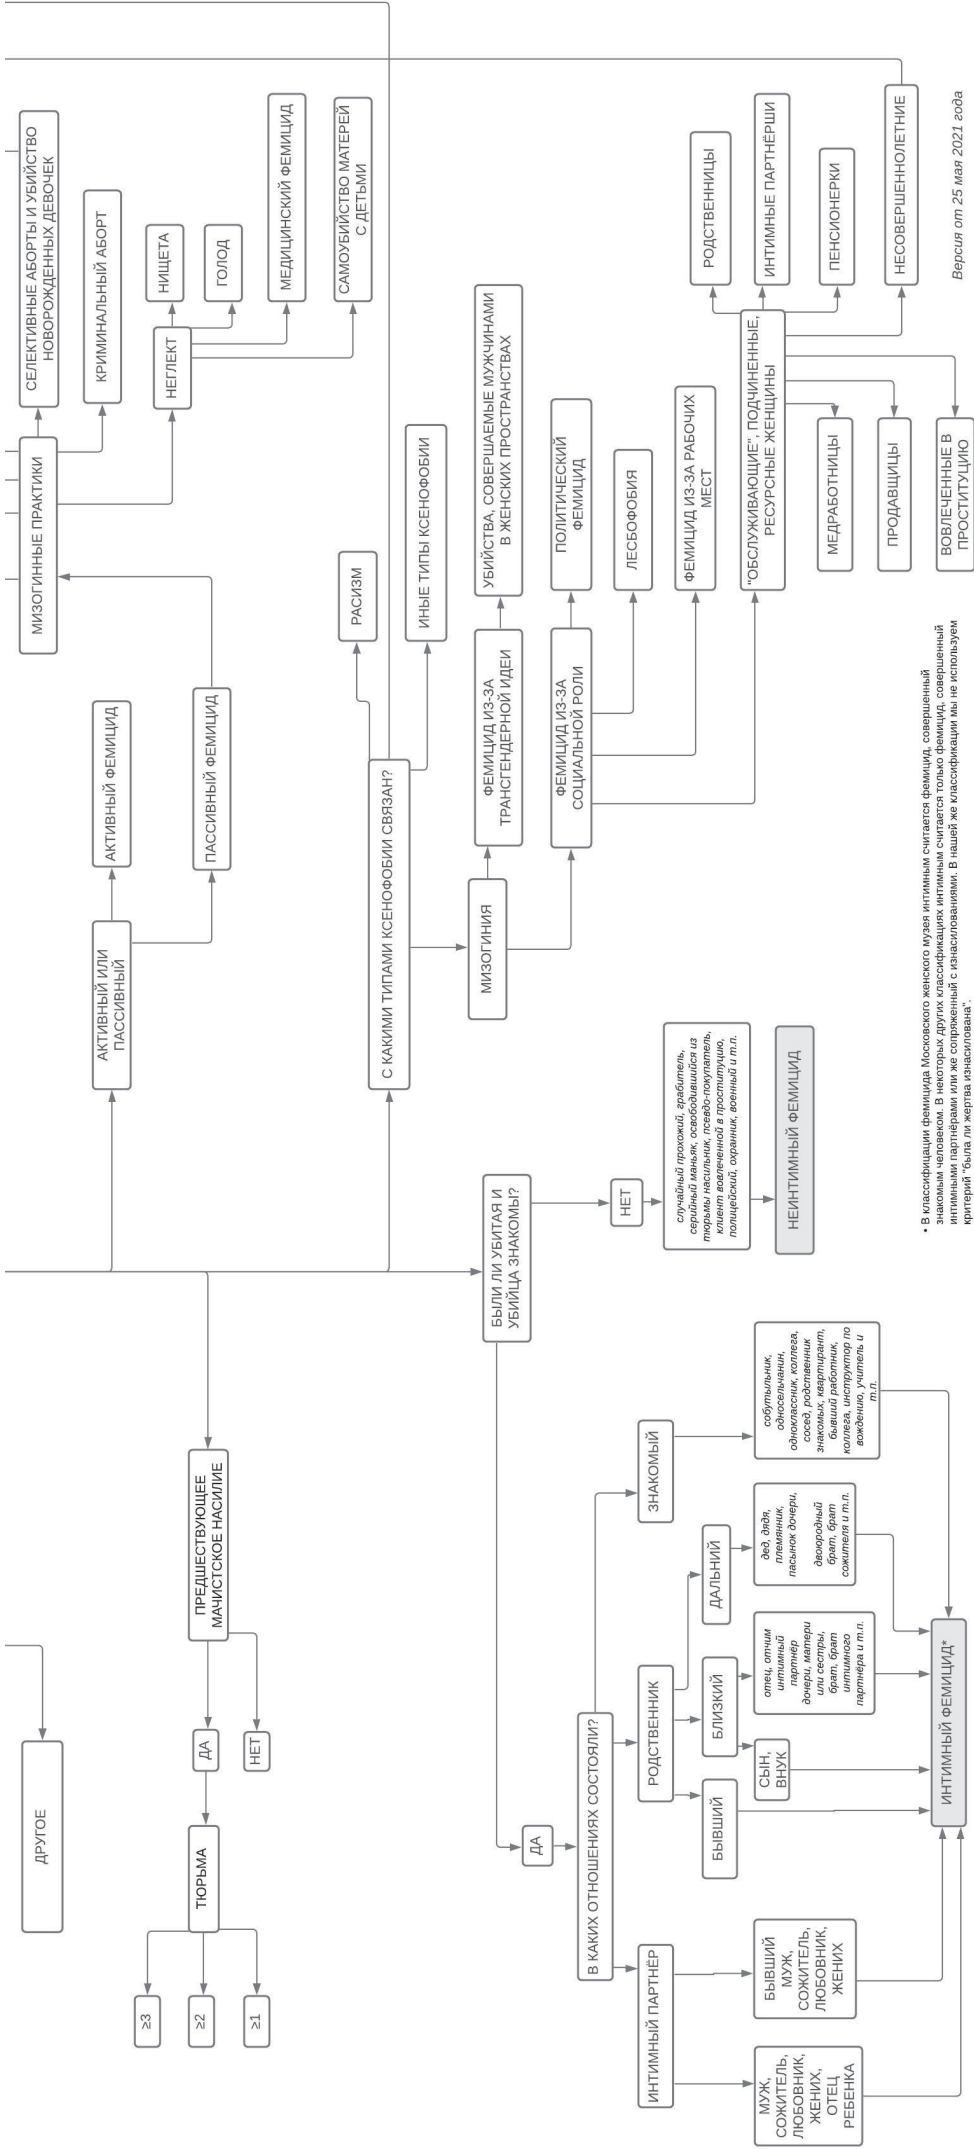 ДРУГОЕ
≥3
≥2
≥1
ТЮРЬМА
ДА
НЕТ
ПРЕДШЕСТВУЮЩЕЕ
МАЧИСТСКОЕ НАСИЛИЕ
АКТИВНЫЙ ИЛИ
ПАССИВНЫЙ
АКТИВНЫЙ ФЕМИЦИД
ПАССИВНЫЙ ФЕМИЦИД
МИЗОГИННЫЕ ПРАКТИКИ
СЕЛЕКТИВНЫЕ АБОРТЫ И УБИЙСТВО
НОВОРОЖДЕННЫХ ДЕВОЧЕК
КРИМИНАЛЬНЫЙ АБОРТ
НЕГЛЕКТ
НИЩЕТА
ГОЛОД
МЕДИЦИНСКИЙ ФЕМИЦИД
САМОУБИЙСТВО МАТЕРЕЙ
С ДЕТЬМИ
С КАКИМИ ТИПАМИ КСЕНОФОБИИ СВЯЗАН?
РАСИЗМ
ИНЫЕ ТИПЫ КСЕНОФОБИИ
МИЗОГИНИЯ
ФЕМИЦИД ИЗ-ЗА
ТРАНСГЕНДЕРНОЙ ИДЕИ
УБИЙСТВА, СОВЕРШАЕМЫЕ МУЖЧИНАМИ
В ЖЕНСКИХ ПРОСТРАНСТВАХ
ФЕМИЦИД ИЗ-ЗА
СОЦИАЛЬНОЙ РОЛИ
ПОЛИТИЧЕСКИЙ
ФЕМИЦИД
ЛЕСБОФОБИЯ
ФЕМИЦИД ИЗ-ЗА РАБОЧИХ
МЕСТ
"ОБСЛУЖИВАЮЩИЕ", ПОДЧИНЕННЫЕ,
РЕСУРСНЫЕ ЖЕНЩИНЫ
РОДСТВЕННИЦЫ
ИНТИМНЫЕ ПАРТНЁРШИ
ПЕНСИОНЕРКИ
НЕСОВЕРШЕННОЛЕТНИЕ
МЕДРАБОТНИЦЫ
ПРОДАВЩИЦЫ
ВОВЛЕЧЕННЫЕ В
ПРОСТИТУЦИЮ
БЫЛИ ЛИ УБИТАЯ И
УБИЙЦА ЗНАКОМЫ?
НЕТ
случайный прохожий, грабитель,
серийный маньяк, освободившийся из
тюрьмы насильник, псевдо-покупатель,
клиент вовлеченной в проституцию,
полицейский, охранник, военный и т.п.
НЕИНТИМНЫЙ ФЕМИЦИД
ДА
В КАКИХ ОТНОШЕНИЯХ СОСТОЯЛИ?
ИНТИМНЫЙ ПАРТНЁР
РОДСТВЕННИК
ЗНАКОМЫЙ
БЫВШИЙ
БЛИЗКИЙ
ДАЛЬНИЙ
МУЖ,
СОЖИТЕЛЬ,
ЛЮБОВНИК,
ЖЕНИХ,
ОТЕЦ
РЕБЕНКА
БЫВШИЙ
МУЖ,
СОЖИТЕЛЬ,
ЛЮБОВНИК,
ЖЕНИХ
СЫН,
ВНУК
отец, отчим
интимный
партнёр
дочери, матери
или сестры,
брат, брат
интимного
партнёра и т.п.
дед, дядя,
племянник,
пасынок дочери,
двоюродный
брат, брат
сожителя и т.п.
собутыльник,
односельчанин,
одноклассник, коллега,
сосед, родственник
знакомых, квартирант,
бывший работник,
коллега, инструктор по
вождению, учитель и
т.п.
ИНТИМНЫЙ ФЕМИЦИД*
• В классифицации фемицида Московского женского музея интимным считается фемицид, совершенный
знакомым человеком. В некоторых других классификациях интимным считается только фемицид, совершенный
интимными партнёрами или же сопряженный с изнасилованиями. В нашей же классификации мы не используем
критерий "была ли жертва изнасилована".
Версия от 25 мая 2021 года